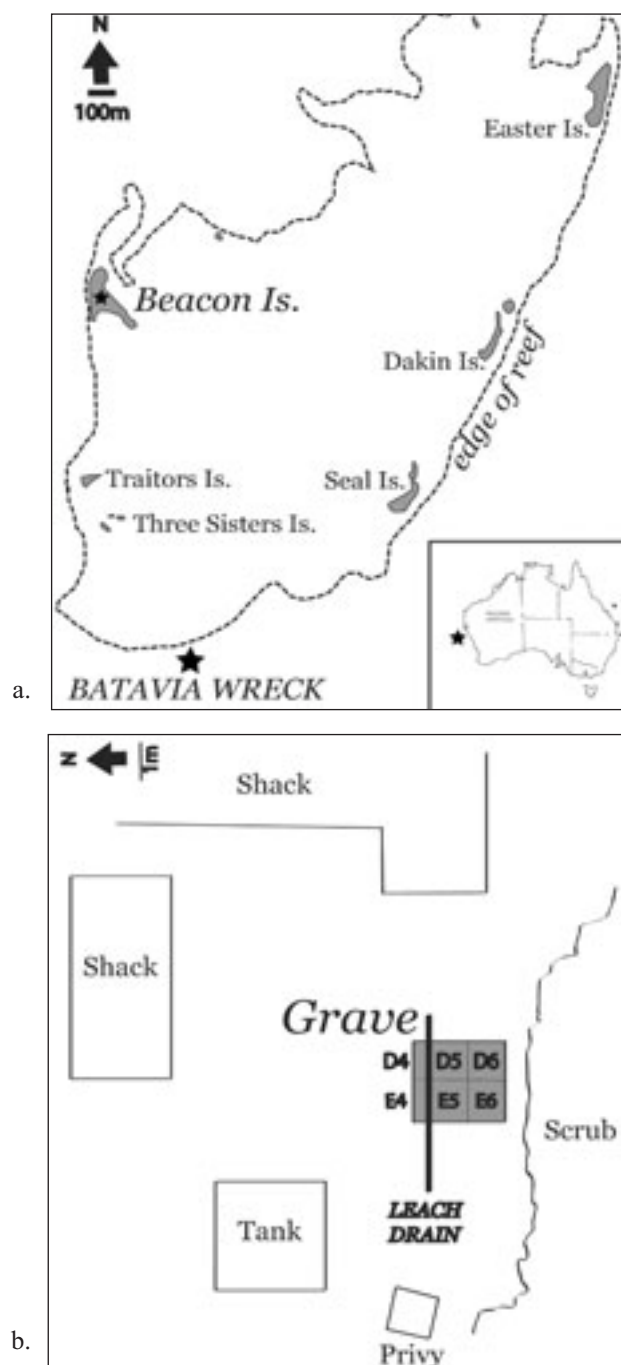 N
100m
Easter Is.
Beacon Is.
Dakin Is.
edge of reef
Traitors Is.
Seal Is.
Three Sisters Is.
BATAVIA WRECK
a.
N
1m
Shack
Shack
Grave
D4 D5 D6
E4 E5 E6
Scrub
LEACH
DRAIN
Tank
Privy
b.